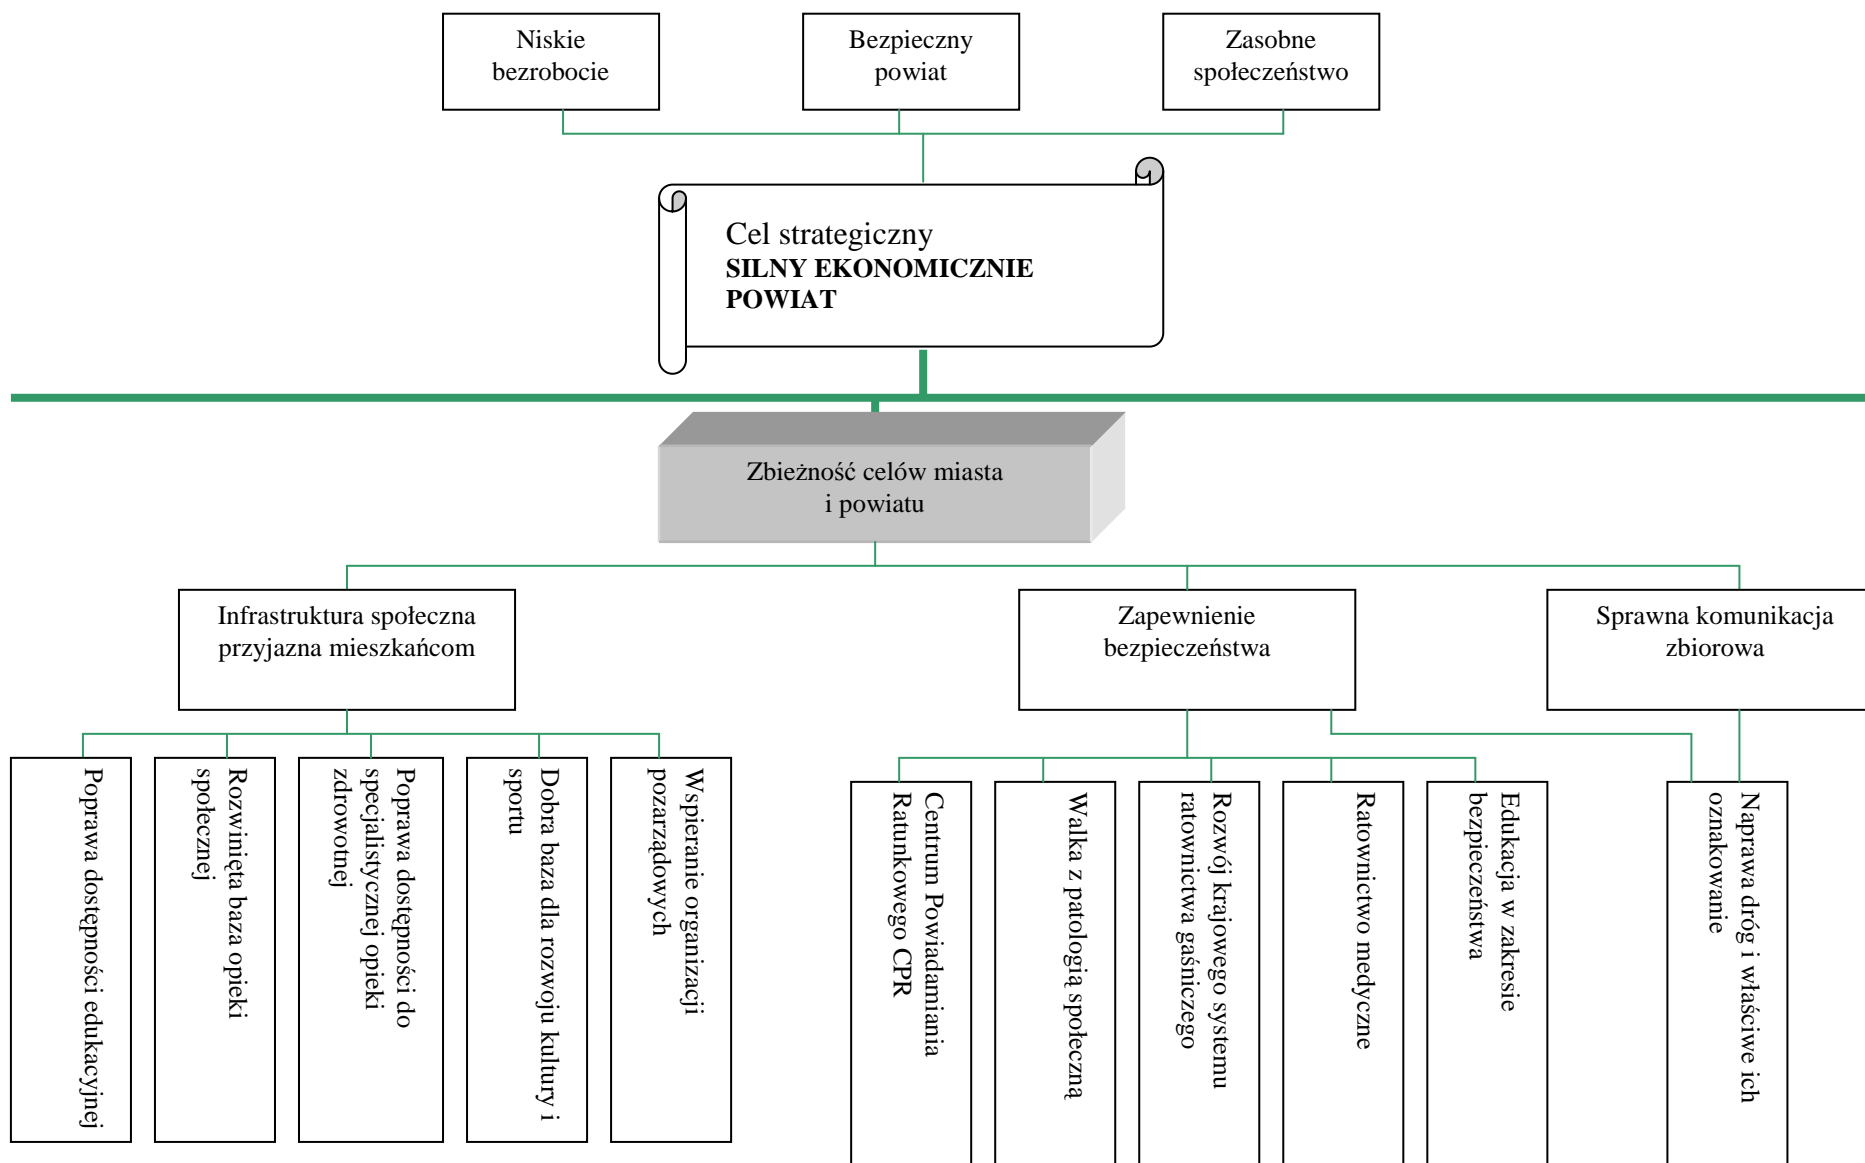 Niskie
bezrobocie
Bezpieczny
powiat
Zasobne
społeczeństwo
Cel strategiczny
SILNY EKONOMICZNIE
POWIAT
Zbieżność celów miasta
i powiatu
Infrastruktura społeczna
przyjazna mieszkańcom
Zapewnienie
bezpieczeństwa
Sprawna komunikacja
zbiorowa
Poprawa dostępności edukacyjnej
Rozwinięta baza opieki
społecznej
Poprawa dostępności do
specjalistycznej opieki
zdrowotnej
Dobra baza dla rozwoju kultury i
sportu
Wspieranie organizacji
pozarządowych
Centrum Powiadamiania
Ratunkowego CPR
Walka z patologią społeczną
Rozwój krajowego systemu
ratownictwa gaśniczego
Ratownictwo medyczne
Edukacja w zakresie
bezpieczeństwa
Naprawa dróg i właściwe ich
oznakowanie